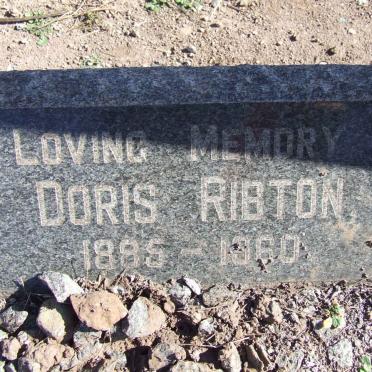 LOVING MEMORY
DORIS RIBTON
1885 - 1960